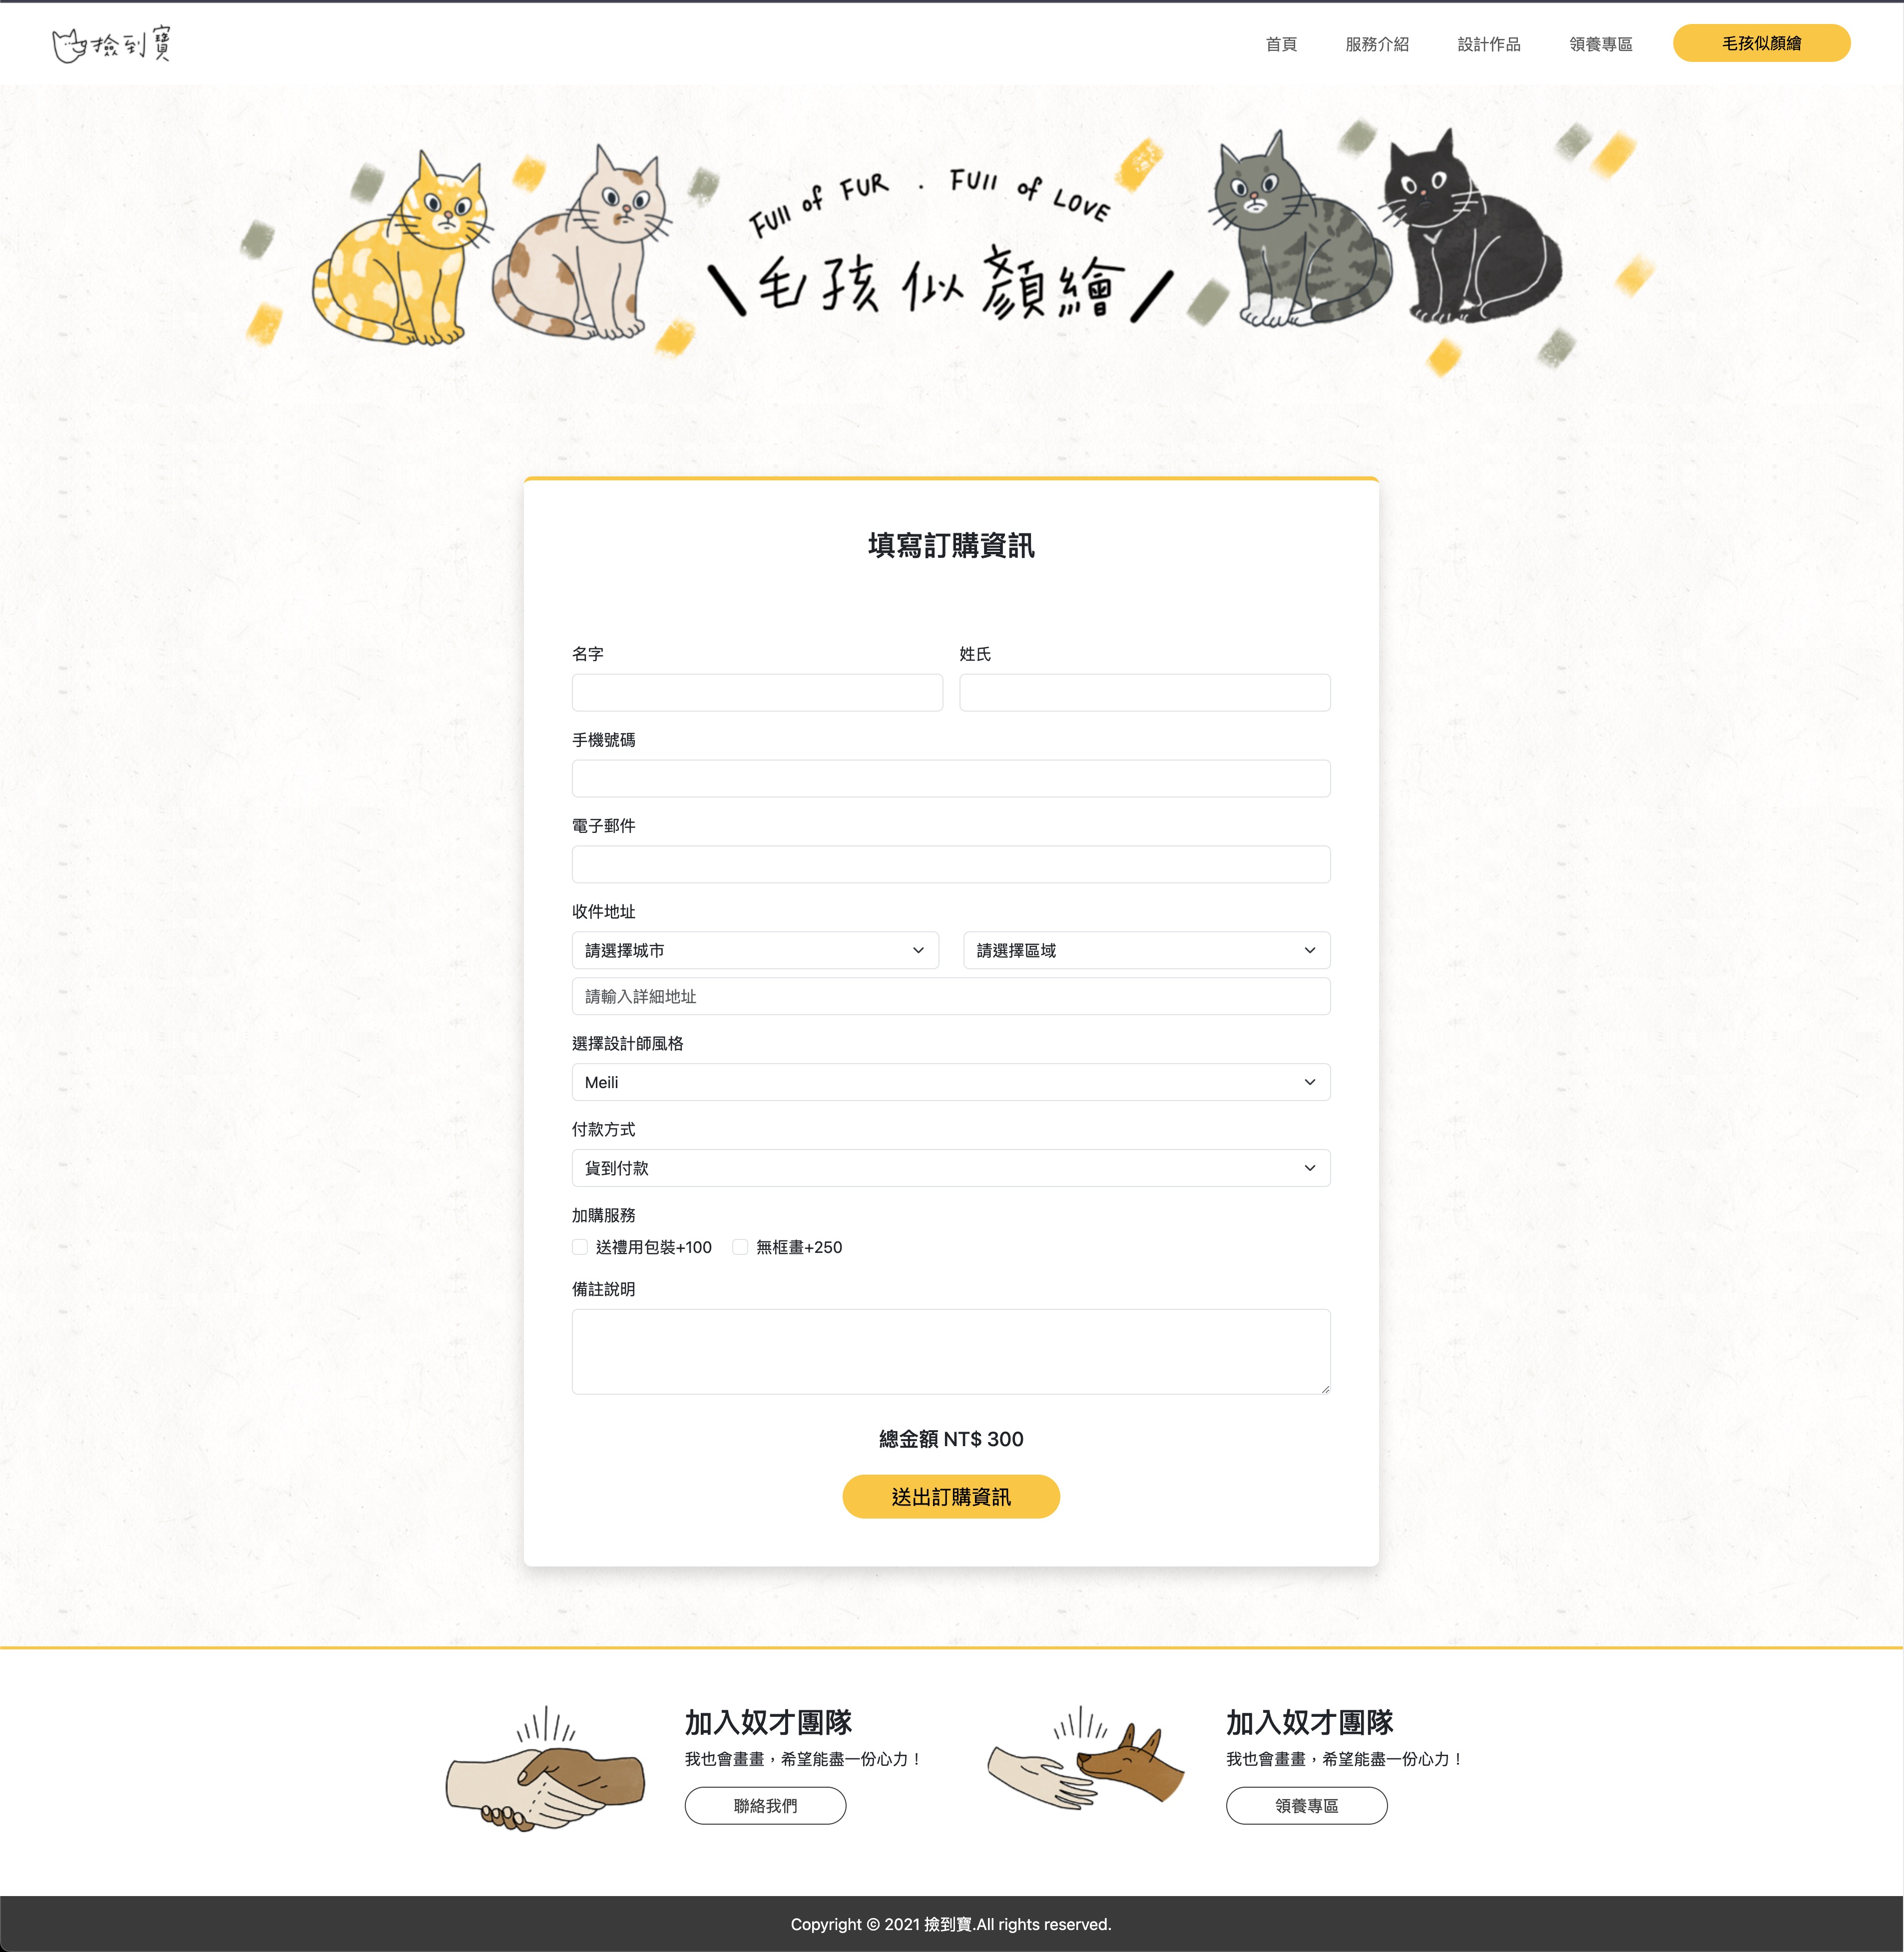 撿到寶
首頁 服務介紹 設計作品 領養專區 毛孩似顏繪
Full of FUR . Full of LOVE
\毛孩似顏繪/
填寫訂購資訊
名字 姓氏
手機號碼
電子郵件
收件地址
請選擇城市 請選擇區域
請輸入詳細地址
選擇設計師風格
Meili
付款方式
貨到付款
加購服務
送禮用包裝+100 無框畫+250
備註說明
總金額 NT$ 300
送出訂購資訊
加入奴才團隊
我也會畫畫,希望能盡一份心力!
聯絡我們
加入奴才團隊
我也會畫畫,希望能盡一份心力!
領養專區
Copyright © 2021 撿到寶.All rights reserved.